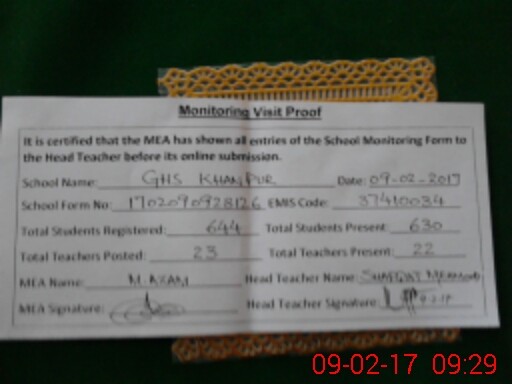 Monitoring Visit Proof
It is certified that the MEA has shown all entries of the School Monitoring Form to
the Head Teacher before its online submission.
School Name: GHS KHANPUR Date: 09-02-2017
School Form No: 1702090928126 EMIS Code: 37410034
Total Students Registered: 644 Total Students Present: 630
Total Teachers Posted: 23 Total Teachers Present: 22
MEA Name: M. AZAM Head Teacher Name:
MEA Signature: Head Teacher Signature:
09-02-17 09:29